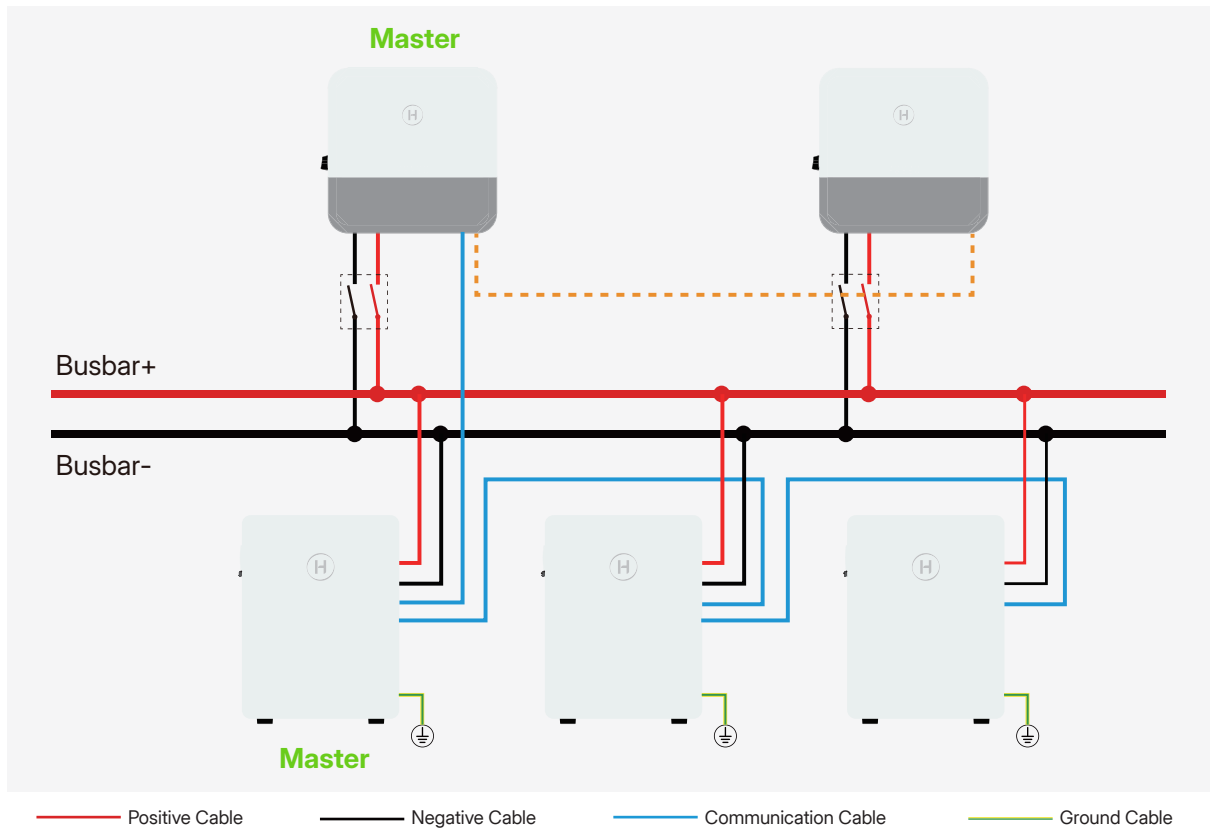 Master
H
H
Busbar+
Busbar-
H
H
H
Master
Positive Cable
Negative Cable
Communication Cable
Ground Cable